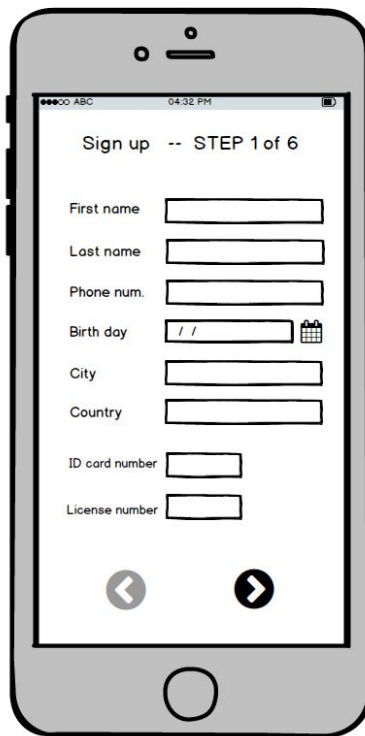 ABC 04:32 PM
Sign up -- STEP 1 of 6
First name
Last name
Phone num.
Birth day / /
City
Country
ID card number
License number